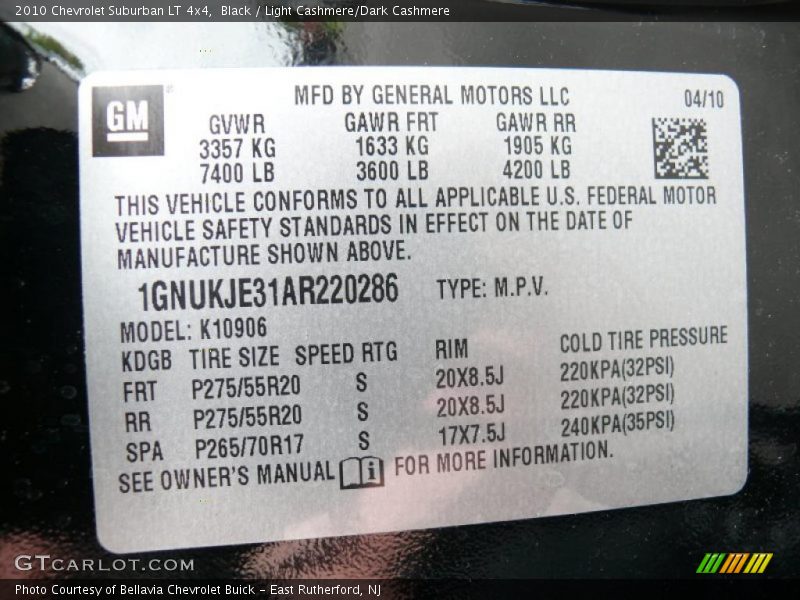 2010 Chevrolet Suburban LT 4x4, Black / Light Cashmere/Dark Cashmere
GM®
MFD BY GENERAL MOTORS LLC 04/10
GVWR GAWR FRT GAWR RR
3357 KG 1633 KG 1905 KG
7400 LB 3600 LB 4200 LB
THIS VEHICLE CONFORMS TO ALL APPLICABLE U.S. FEDERAL MOTOR
VEHICLE SAFETY STANDARDS IN EFFECT ON THE DATE OF
MANUFACTURE SHOWN ABOVE.
1GNUKJE31AR220286 TYPE: M.P.V.
MODEL: K10906
KDGB TIRE SIZE SPEED RTG RIM COLD TIRE PRESSURE
FRT P275/55R20 S 20X8.5J 220KPA(32PSI)
RR P275/55R20 S 20X8.5J 220KPA(32PSI)
SPA P265/70R17 S 17X7.5J 240KPA(35PSI)
SEE OWNER'S MANUAL i FOR MORE INFORMATION.
GTCARLOT.COM
Photo Courtesy of Bellavia Chevrolet Buick - East Rutherford, NJ